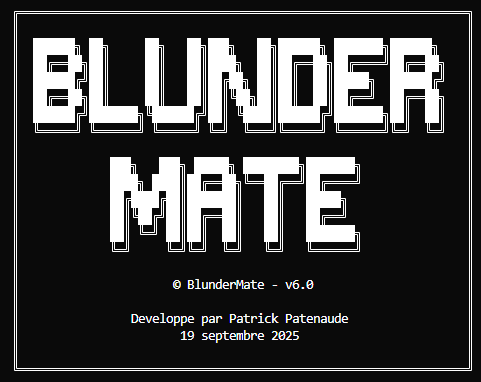 BLUNDER
MATE
© BlunderMate - v6.0
Developpe par Patrick Patenaude
19 septembre 2025